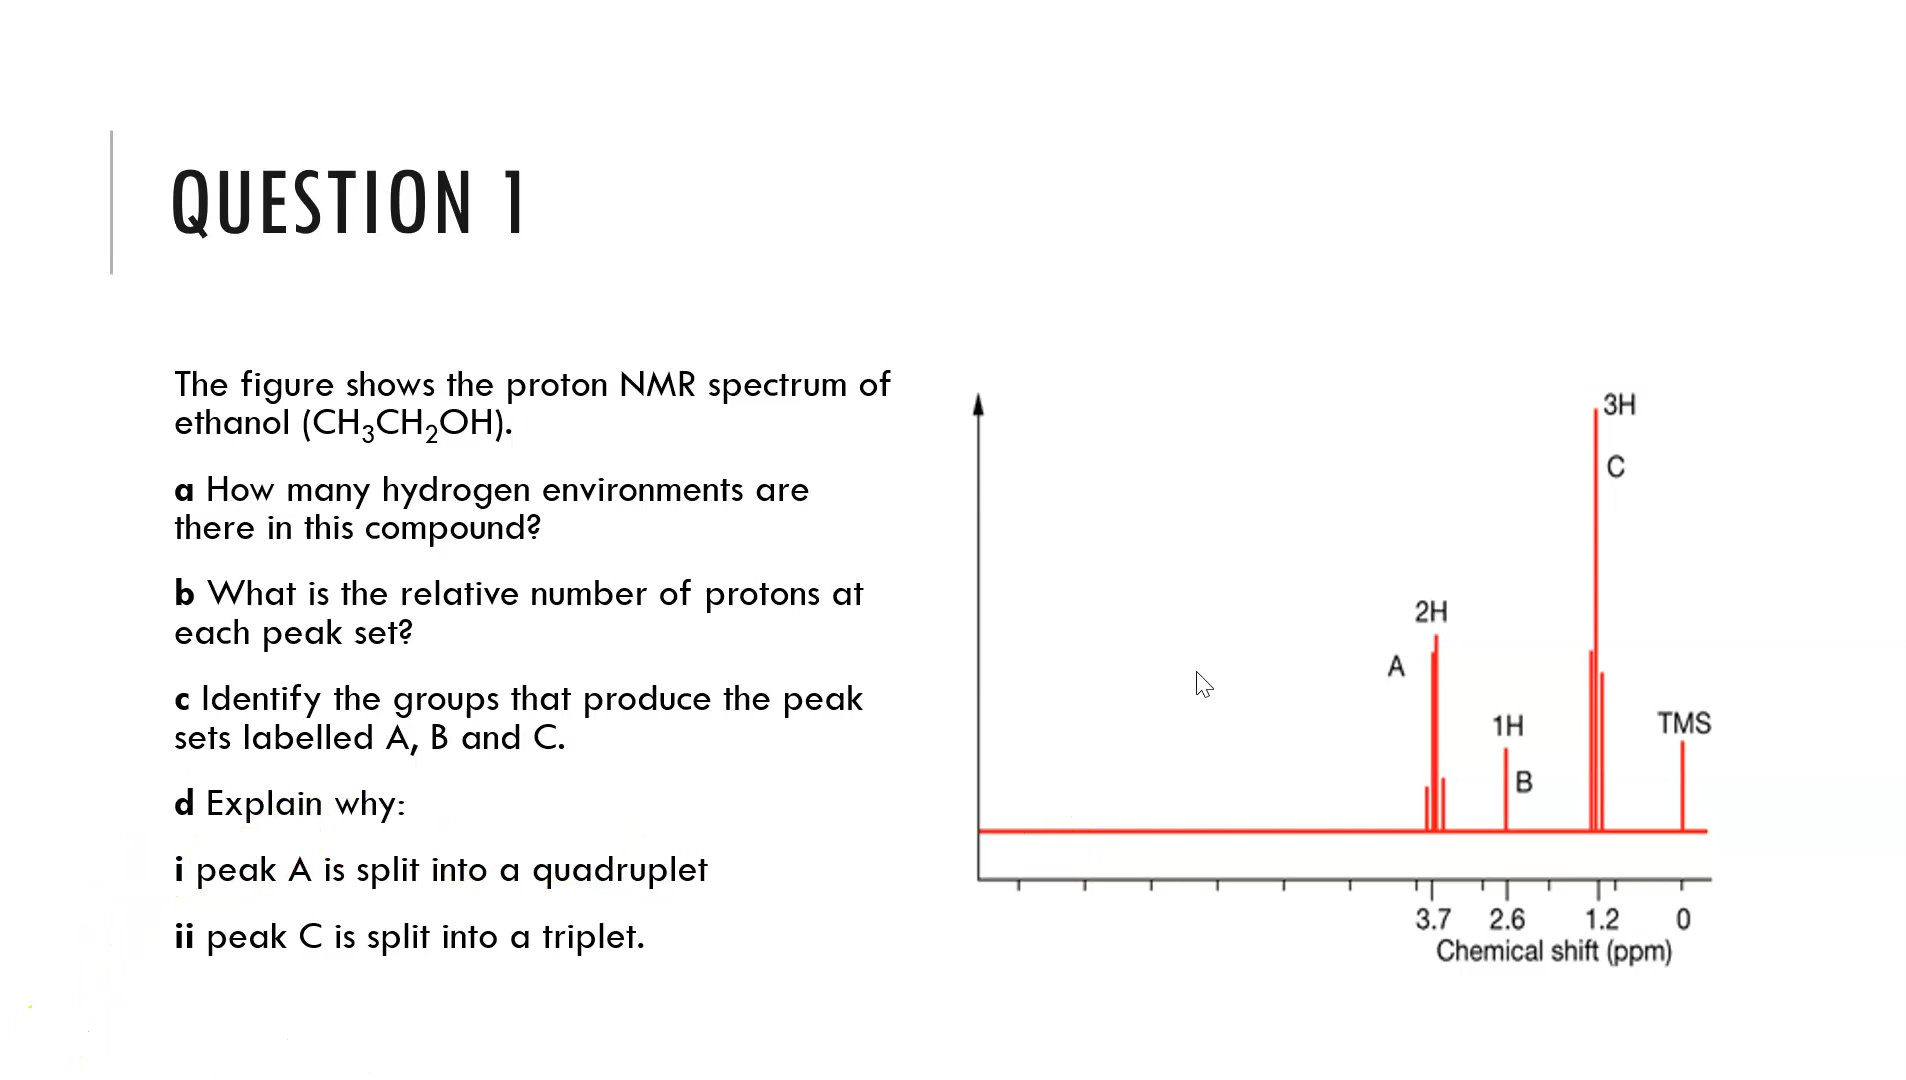 QUESTION 1
The figure shows the proton NMR spectrum of
ethanol (CH₃CH₂OH).
a How many hydrogen environments are
there in this compound?
b What is the relative number of protons at
each peak set?
c Identify the groups that produce the peak
sets labelled A, B and C.
d Explain why:
i peak A is split into a quadruplet
ii peak C is split into a triplet.
3H
C
2H
A
1H
TMS
B
3.7 2.6 1.2 0
Chemical shift (ppm)